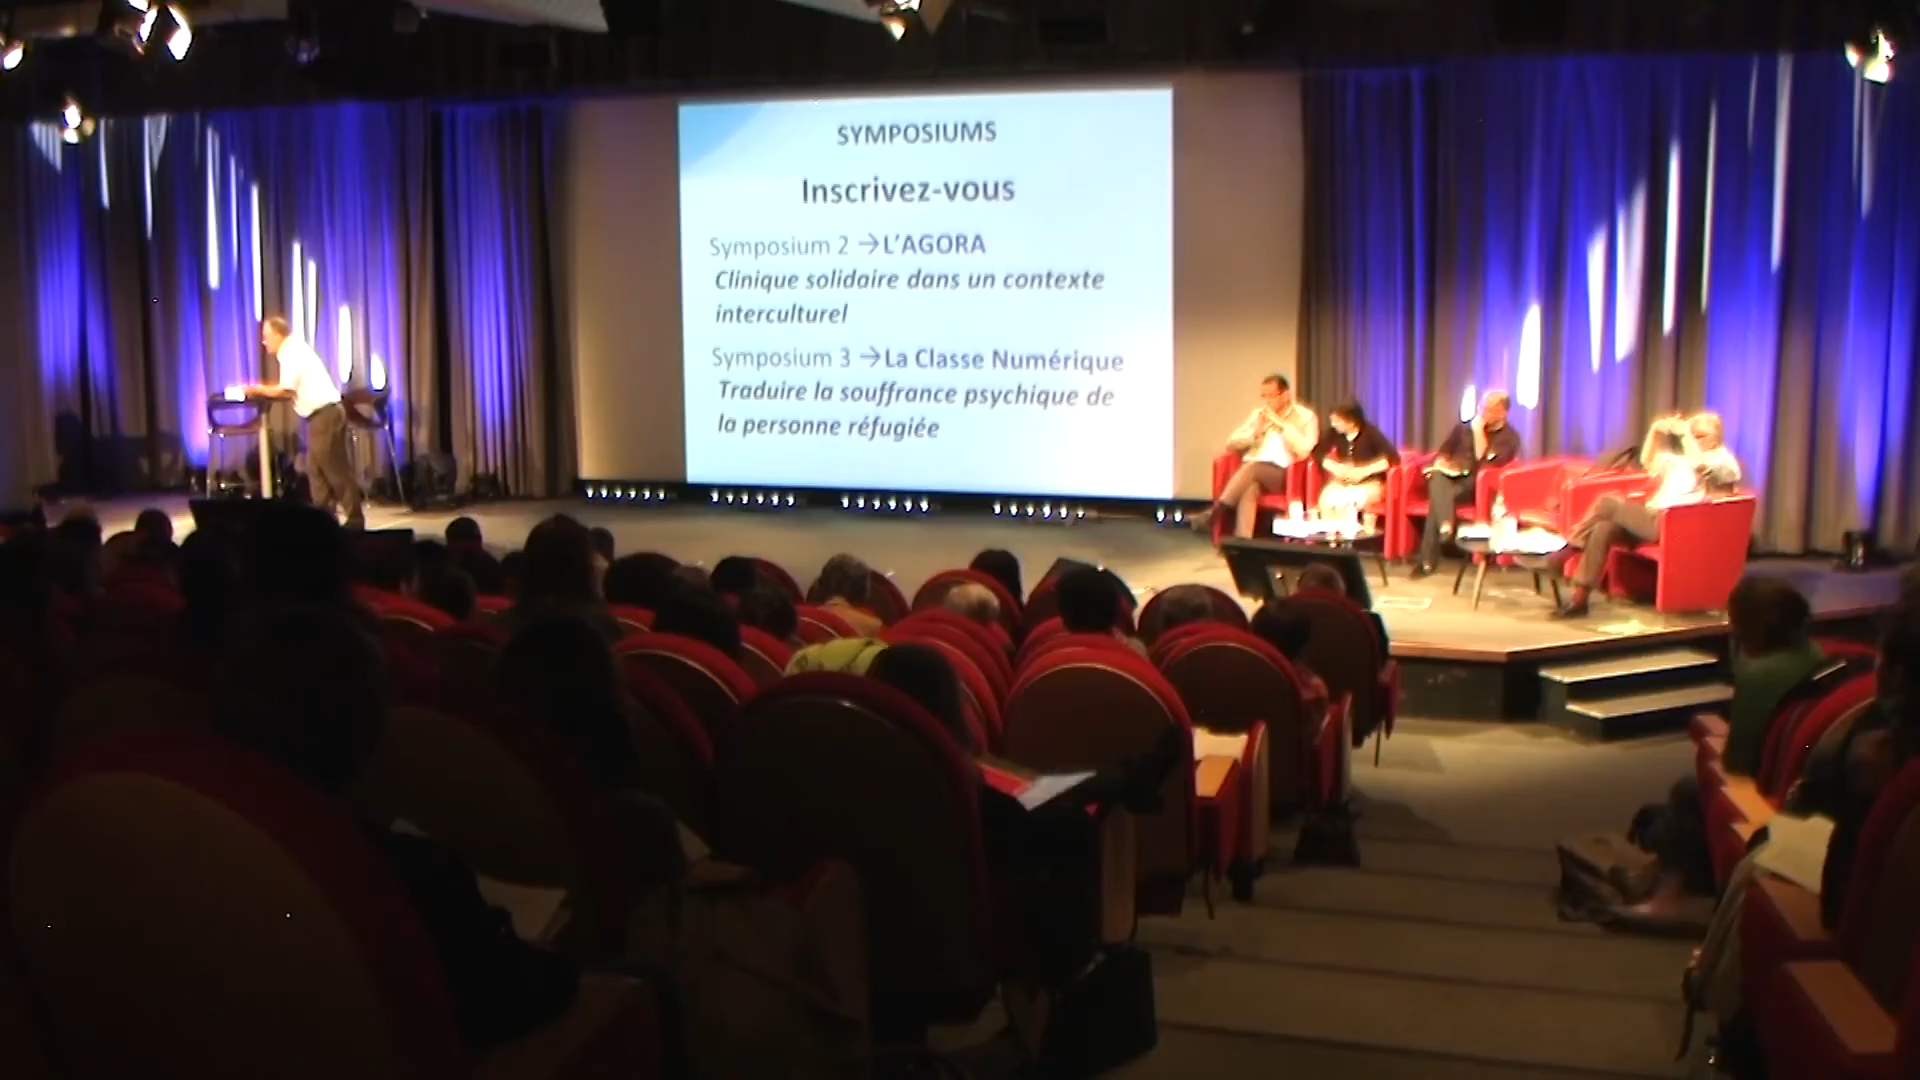 SYMPOSIUMS
Inscrivez-vous
Symposium 2 →L'AGORA
Clinique solidaire dans un contexte
interculturel
Symposium 3 →La Classe Numérique
Traduire la souffrance psychique de
la personne réfugiée